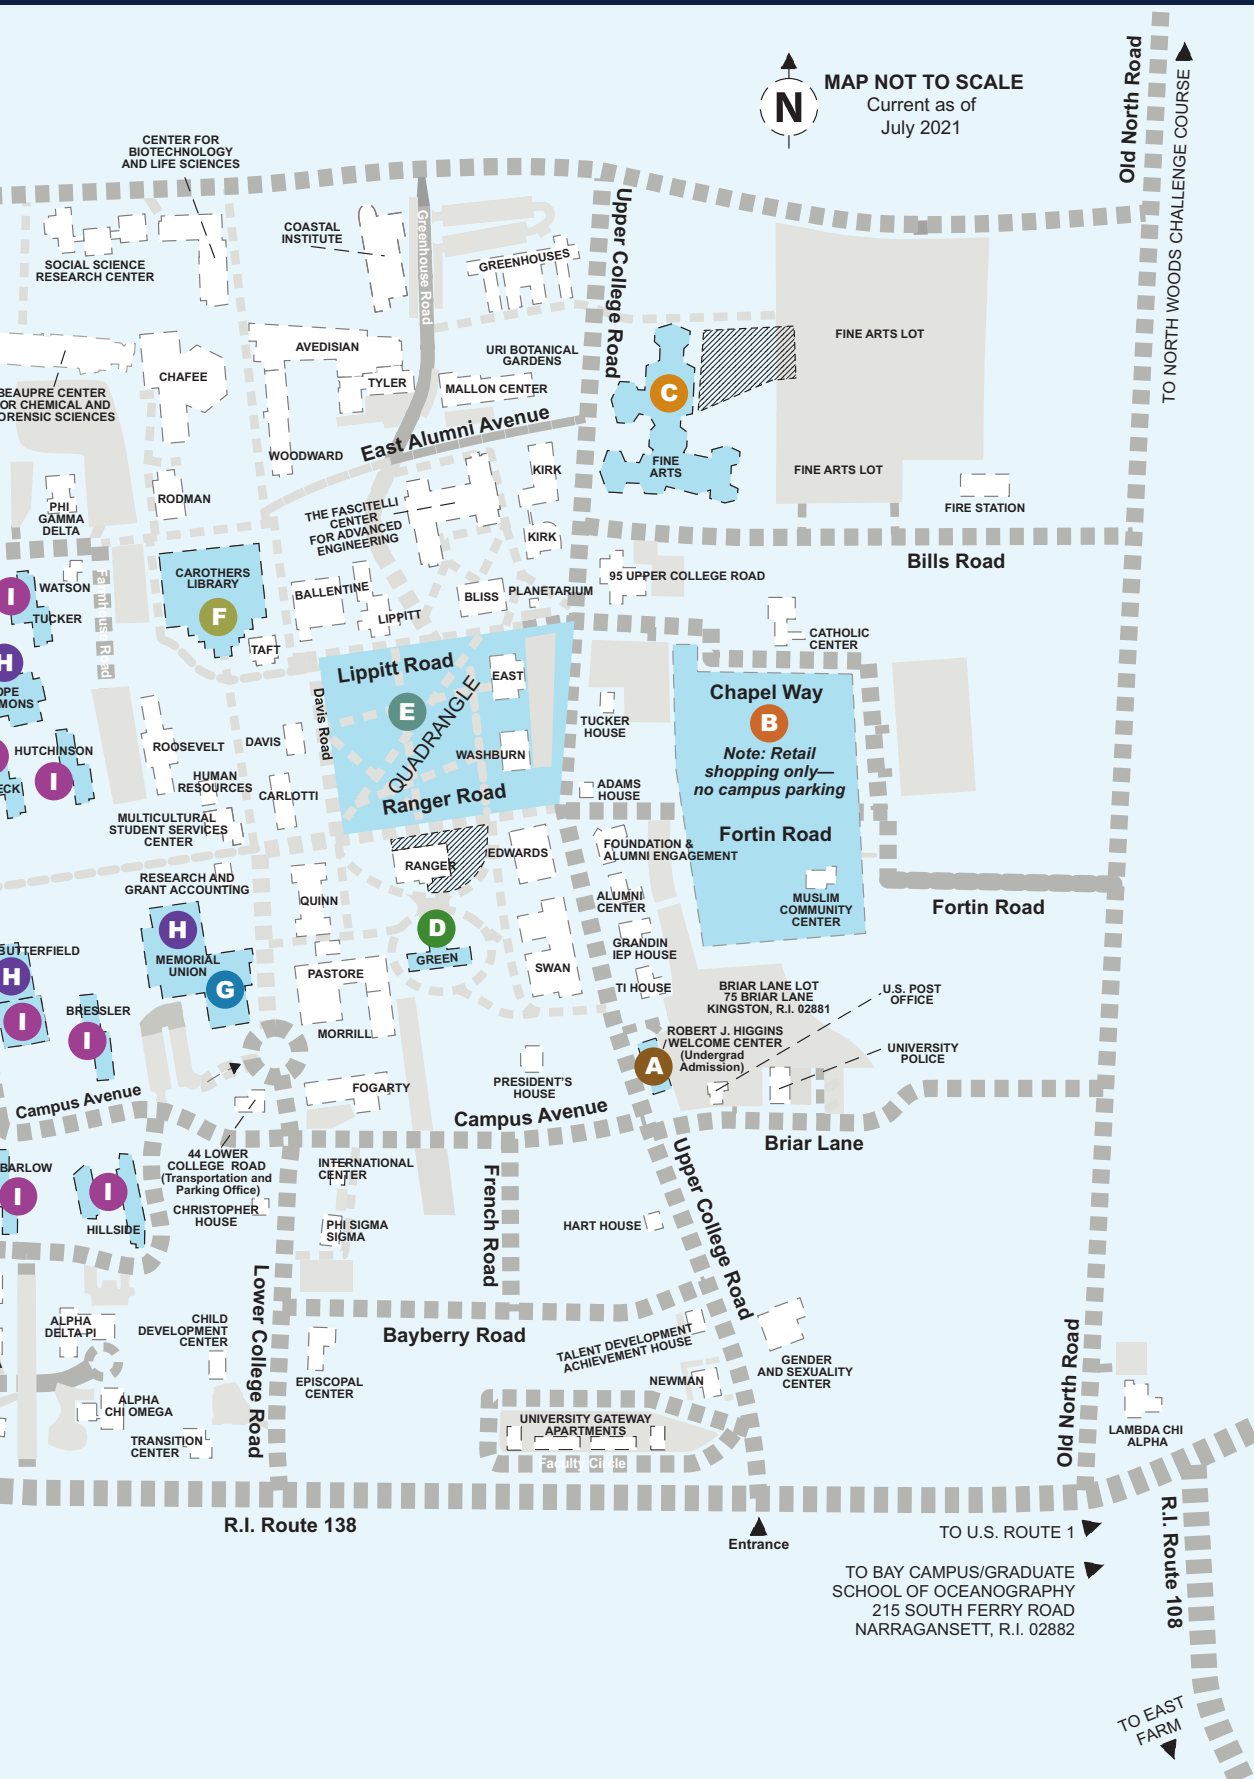 N
MAP NOT TO SCALE
Current as of
July 2021
Old North Road
TO NORTH WOODS CHALLENGE COURSE
CENTER FOR
BIOTECHNOLOGY
AND LIFE SCIENCES
COASTAL
INSTITUTE
Greenhouse Road
GREENHOUSES
Upper College Road
SOCIAL SCIENCE
RESEARCH CENTER
FINE ARTS LOT
AVEDISIAN
URI BOTANICAL
GARDENS
CHAFEE
TYLER
MALLON CENTER
C
BEAUPRE CENTER
FOR CHEMICAL AND
FORENSIC SCIENCES
East Alumni Avenue
WOODWARD
FINE
ARTS
FINE ARTS LOT
KIRK
RODMAN
PHI
GAMMA
DELTA
THE FASCITELLI
CENTER
FOR ADVANCED
ENGINEERING
FIRE STATION
KIRK
Bills Road
CAROTHERS
LIBRARY
F
WATSON
I
TUCKER
Farmhouse Road
BALLENTINE
LIPPITT
BLISS
PLANETARIUM
95 UPPER COLLEGE ROAD
CATHOLIC
CENTER
TAFT
H
OPE
MONS
Lippitt Road
E
QUADRANGLE
EAST
Davis Road
Chapel Way
B
Note: Retail
shopping only—
no campus parking
TUCKER
HOUSE
HUTCHINSON
I
ECK
ROOSEVELT
DAVIS
WASHBURN
HUMAN
RESOURCES
CARLOTTI
Ranger Road
ADAMS
HOUSE
MULTICULTURAL
STUDENT SERVICES
CENTER
Fortin Road
FOUNDATION &
ALUMNI ENGAGEMENT
RANGER
EDWARDS
RESEARCH AND
GRANT ACCOUNTING
QUINN
ALUMNI
CENTER
MUSLIM
COMMUNITY
CENTER
Fortin Road
H
D
GREEN
BUTTERFIELD
H
MEMORIAL
UNION
G
GRANDIN
IEP HOUSE
PASTORE
SWAN
TI HOUSE
BRIAR LANE LOT
75 BRIAR LANE
KINGSTON, R.I. 02881
U.S. POST
OFFICE
I
BRESSLER
I
MORRILL
ROBERT J. HIGGINS
WELCOME CENTER
(Undergrad
Admission)
A
UNIVERSITY
POLICE
PRESIDENT'S
HOUSE
FOGARTY
Campus Avenue
Campus Avenue
Briar Lane
44 LOWER
COLLEGE ROAD
(Transportation and
Parking Office)
BARLOW
I
I
HILLSIDE
CHRISTOPHER
HOUSE
INTERNATIONAL
CENTER
French Road
Upper College Road
PHI SIGMA
SIGMA
HART HOUSE
Lower College Road
ALPHA
DELTA PI
CHILD
DEVELOPMENT
CENTER
Bayberry Road
TALENT DEVELOPMENT
ACHIEVEMENT HOUSE
Old North Road
GENDER
AND SEXUALITY
CENTER
EPISCOPAL
CENTER
NEWMAN
ALPHA
CHI OMEGA
UNIVERSITY GATEWAY
APARTMENTS
LAMBDA CHI
ALPHA
TRANSITION
CENTER
Faculty Circle
R.I. Route 138
Entrance
TO U.S. ROUTE 1
R.I. Route 108
TO BAY CAMPUS/GRADUATE
SCHOOL OF OCEANOGRAPHY
215 SOUTH FERRY ROAD
NARRAGANSETT, R.I. 02882
TO EAST
FARM